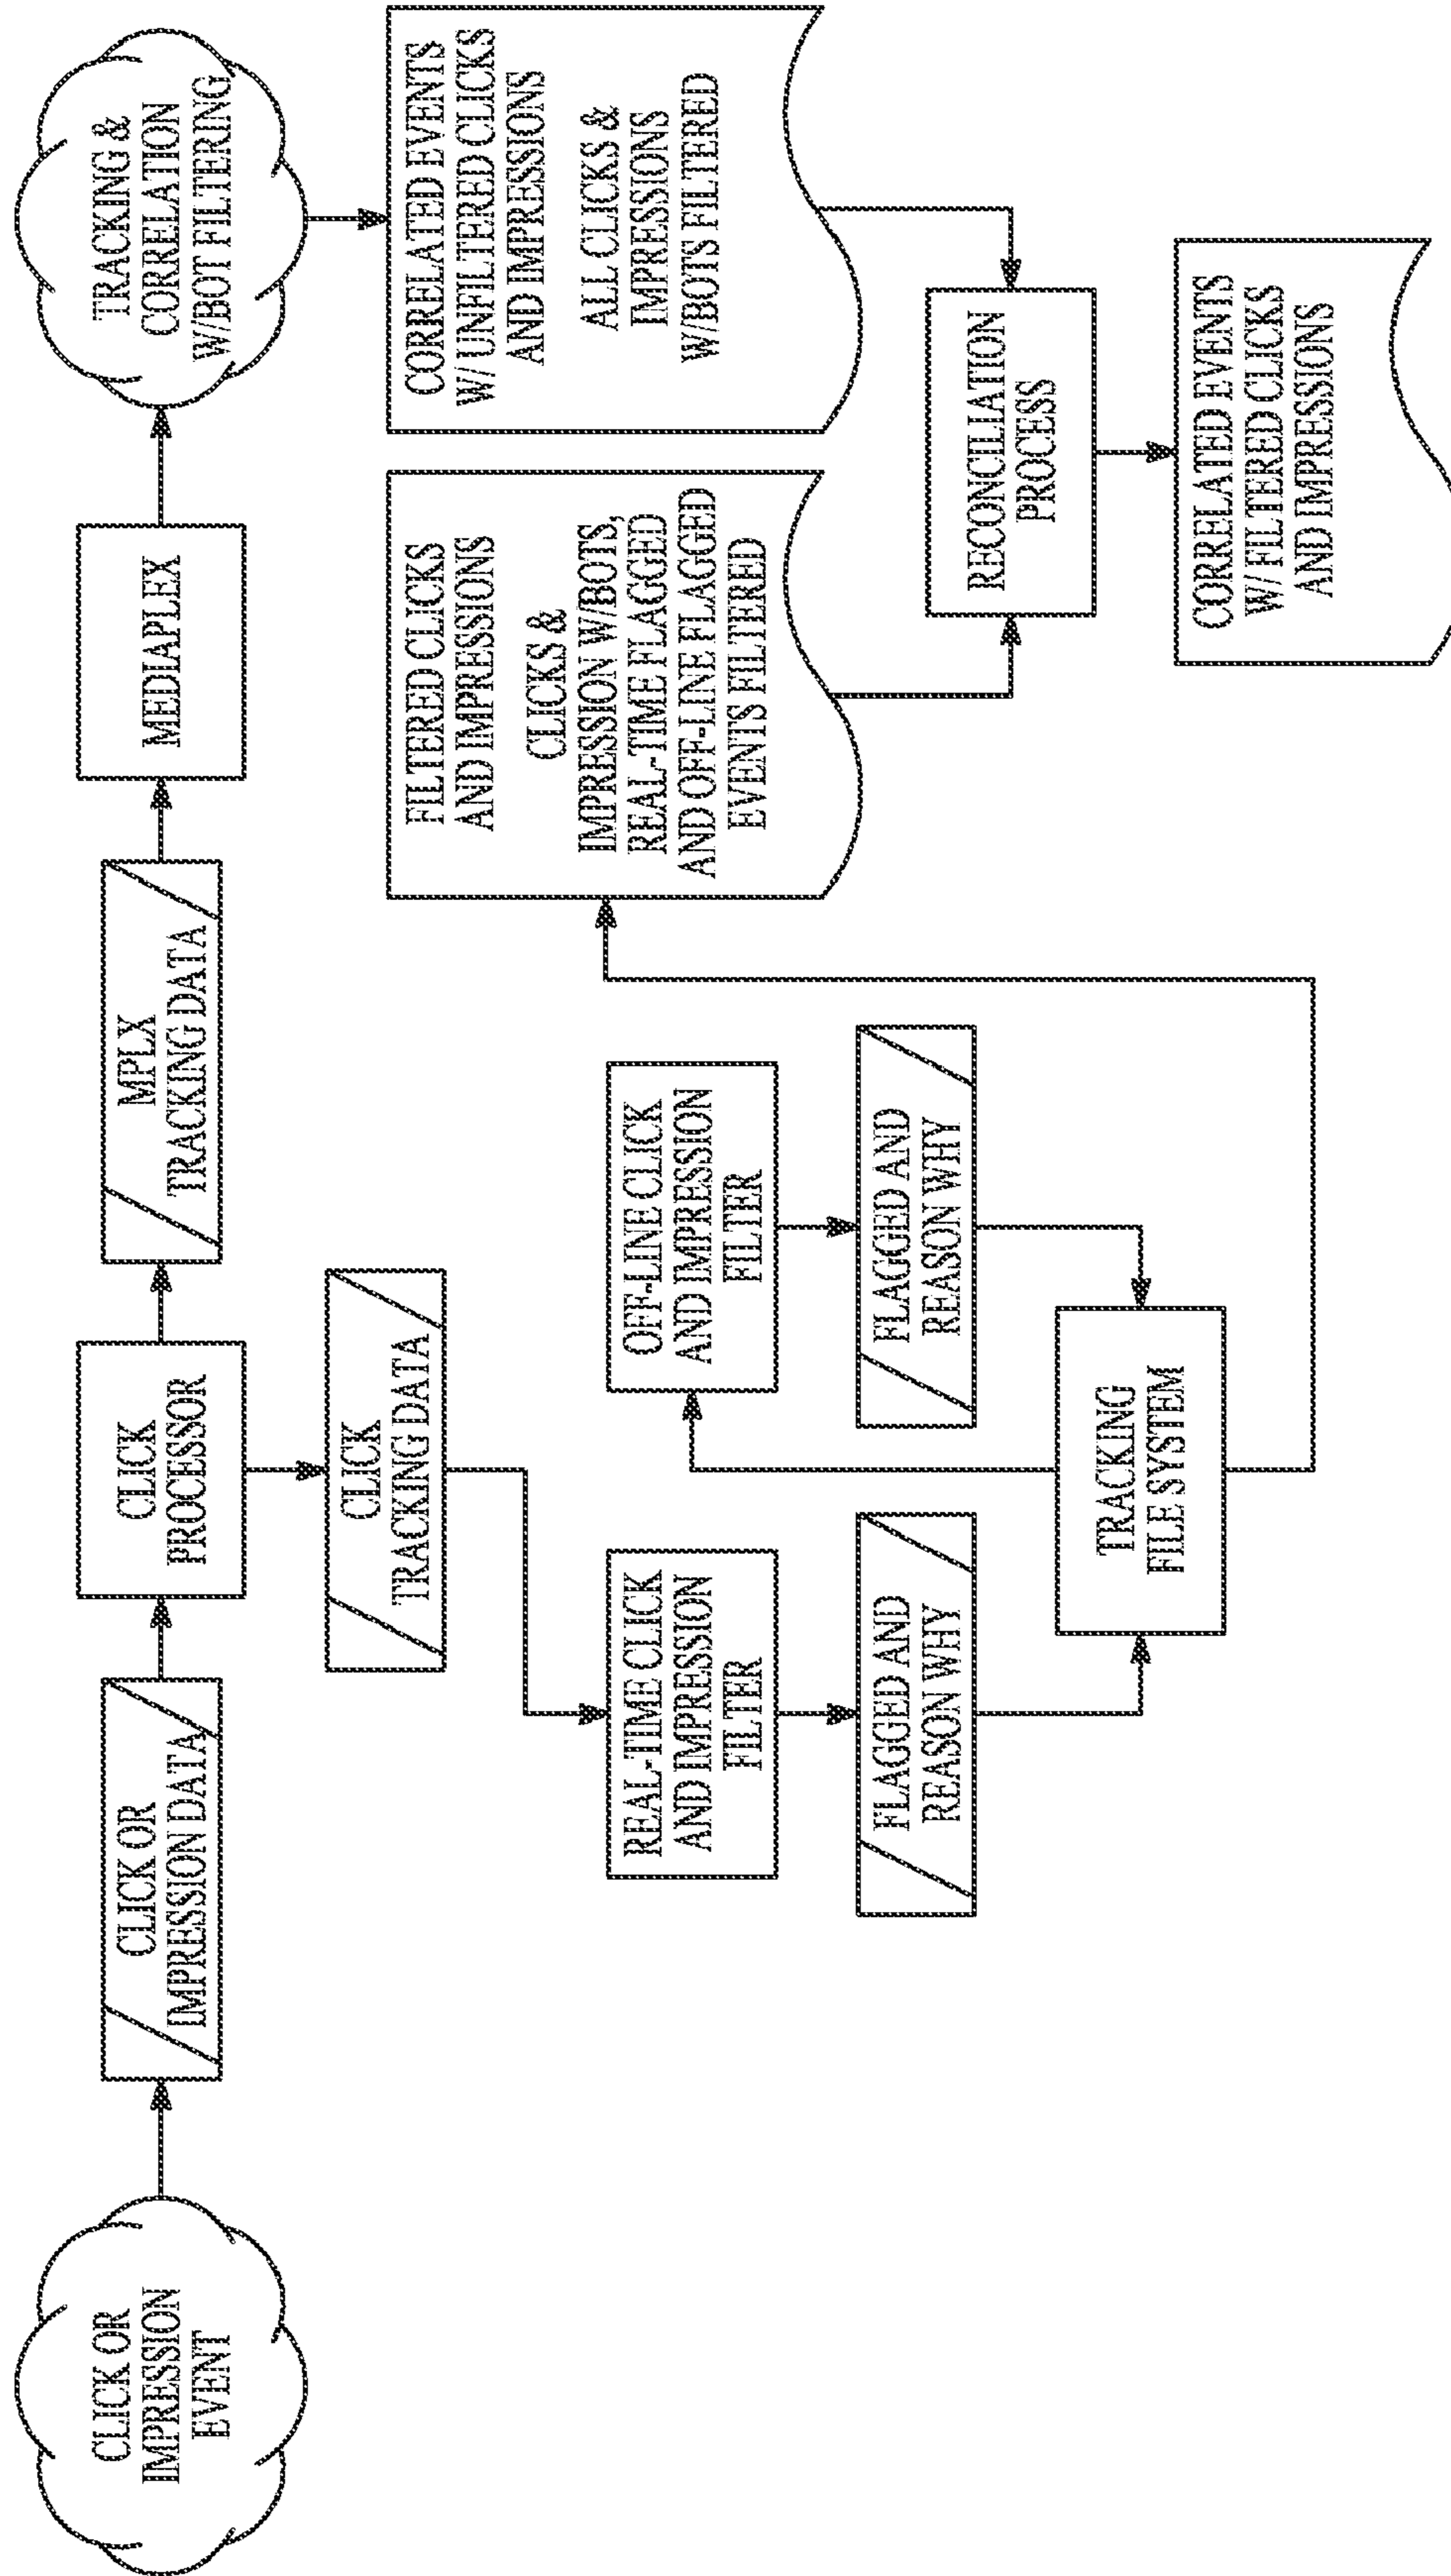 CLICK OR
IMPRESSION
EVENT
CLICK OR
IMPRESSION DATA
CLICK
PROCESSOR
MPLX
TRACKING DATA
MEDIAPLEX
TRACKING &
CORRELATION
W/BOT FILTERING
CLICK
TRACKING DATA
REAL-TIME CLICK
AND IMPRESSION
FILTER
FLAGGED AND
REASON WHY
OFF-LINE CLICK
AND IMPRESSION
FILTER
FLAGGED AND
REASON WHY
TRACKING
FILE SYSTEM
FILTERED CLICKS
AND IMPRESSIONS
CLICKS &
IMPRESSION W/BOTS,
REAL-TIME FLAGGED
AND OFF-LINE FLAGGED
EVENTS FILTERED
CORRELATED EVENTS
W/ UNFILTERED CLICKS
AND IMPRESSIONS
ALL CLICKS &
IMPRESSIONS
W/BOTS FILTERED
RECONCILIATION
PROCESS
CORRELATED EVENTS
W/ FILTERED CLICKS
AND IMPRESSIONS